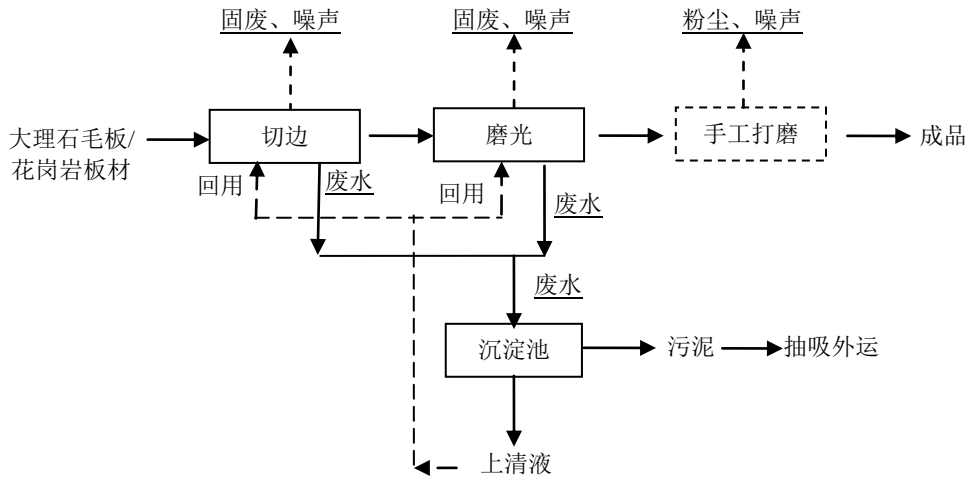 固废、噪声
固废、噪声
粉尘、噪声
大理石毛板/
花岗岩板材
切边
磨光
手工打磨
成品
回用
废水
回用
废水
废水
沉淀池
污泥
抽吸外运
上清液